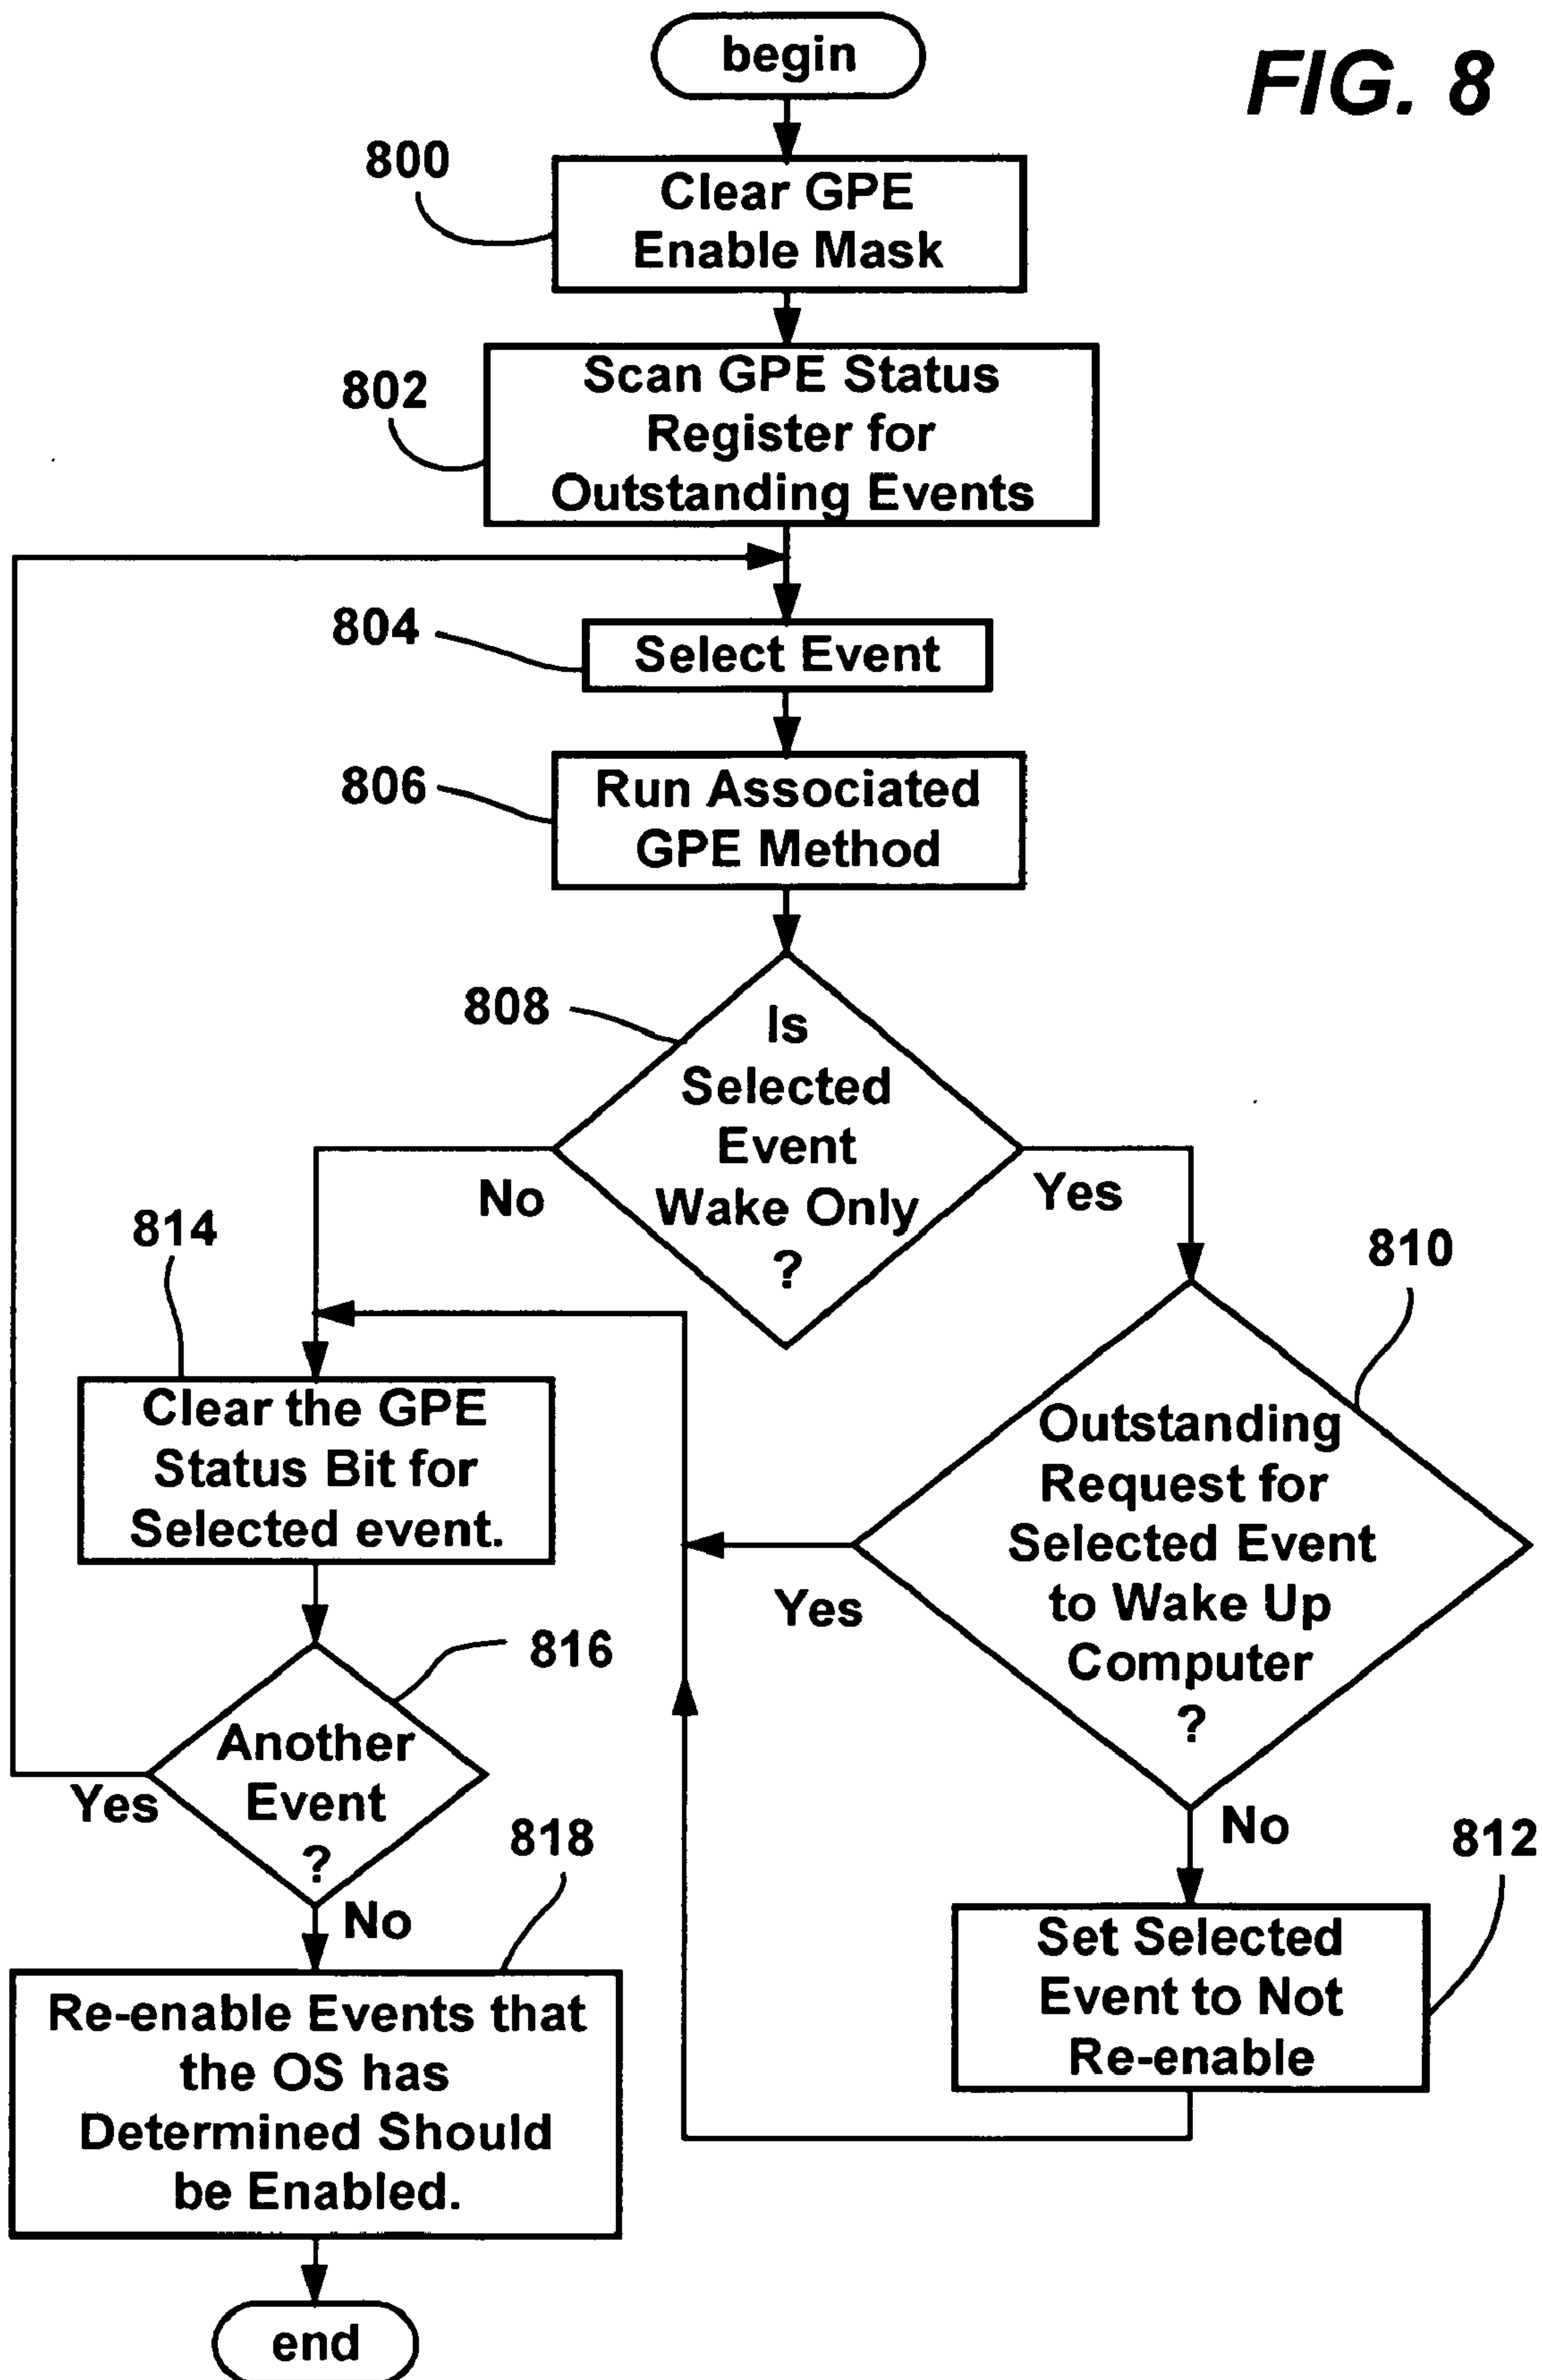 begin
FIG. 8
800
Clear GPE
Enable Mask
802
Scan GPE Status
Register for
Outstanding Events
804
Select Event
806
Run Associated
GPE Method
808
Is
Selected
Event
Wake Only
?
No
Yes
814
810
Clear the GPE
Status Bit for
Selected event.
Outstanding
Request for
Selected Event
to Wake Up
Computer
?
Yes
816
Another
Event
?
Yes
No
818
No
812
Set Selected
Event to Not
Re-enable
Re-enable Events that
the OS has
Determined Should
be Enabled.
end